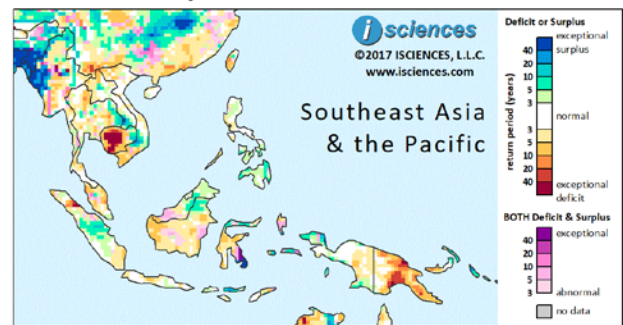 i sciences
©2017 ISCIENCES, L.L.C.
www.isciences.com
Southeast Asia
& the Pacific
Deficit or Surplus
exceptional
surplus
40
20
10
5
3
normal
3
5
10
20
40
exceptional
deficit
return period (years)
BOTH Deficit & Surplus
exceptional
40
20
10
5
3
abnormal
no data